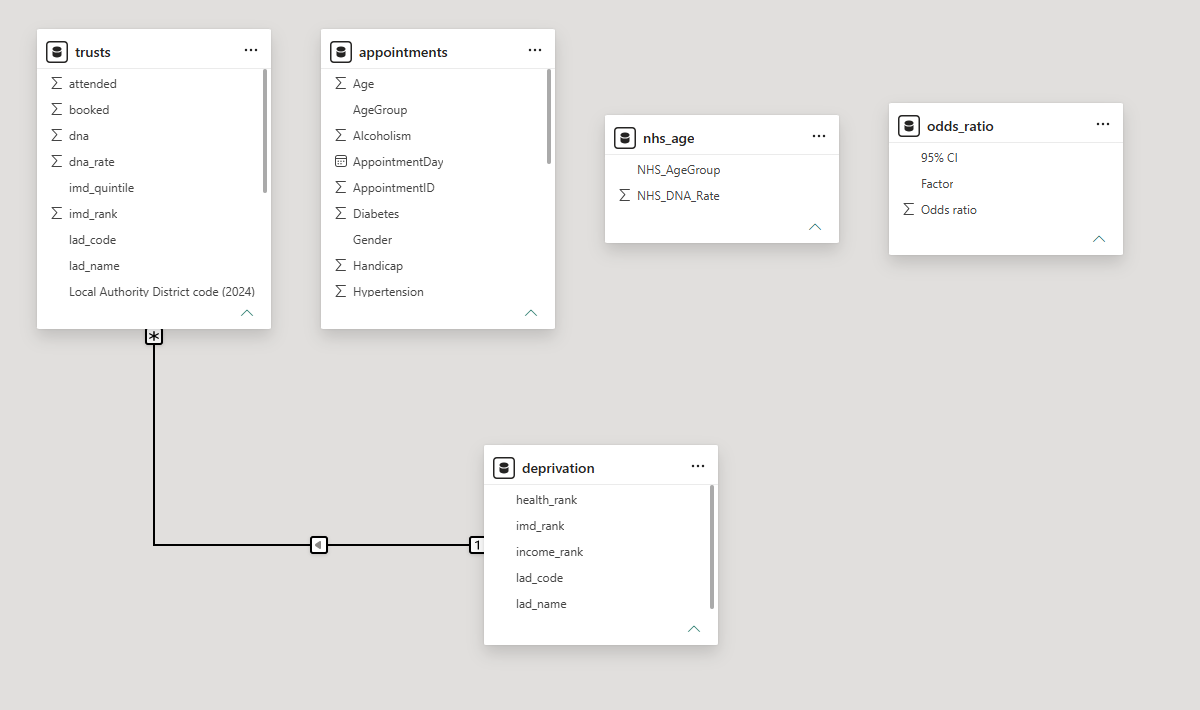 trusts
attended
booked
dna
dna_rate
imd_quintile
imd_rank
lad_code
lad_name
Local Authority District code (2024)
appointments
Age
AgeGroup
Alcoholism
AppointmentDay
AppointmentID
Diabetes
Gender
Handicap
Hypertension
nhs_age
NHS_AgeGroup
NHS_DNA_Rate
odds_ratio
95% CI
Factor
Odds ratio
*
1
deprivation
health_rank
imd_rank
income_rank
lad_code
lad_name